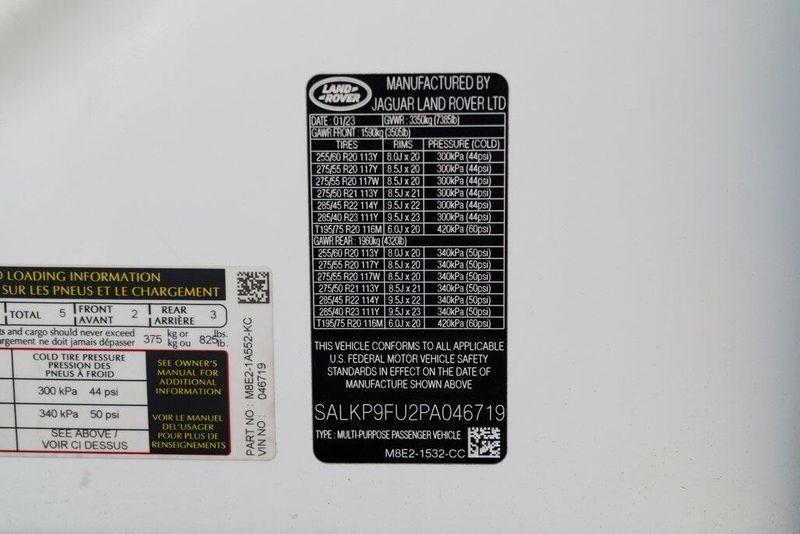 LAND
ROVER
MANUFACTURED BY
JAGUAR LAND ROVER LTD
DATE : 01/23 GVWR : 3350kg (7385lb)
GAWR FRONT : 1590kg (3505lb)
TIRES RIMS PRESSURE (COLD)
255/60 R20 113Y 8.0J x 20 300kPa (44psi)
275/55 R20 117Y 8.5J x 20 300kPa (44psi)
275/55 R20 117W 8.5J x 20 300kPa (44psi)
275/50 R21 113Y 8.5J x 21 300kPa (44psi)
285/45 R22 114Y 9.5J x 22 300kPa (44psi)
285/40 R23 111Y 9.5J x 23 300kPa (44psi)
T195/75 R20 116M 6.0J x 20 420kPa (60psi)
GAWR REAR : 1960kg (4320lb)
255/60 R20 113Y 8.0J x 20 340kPa (50psi)
275/55 R20 117Y 8.5J x 20 340kPa (50psi)
275/55 R20 117W 8.5J x 20 340kPa (50psi)
275/50 R21 113Y 8.5J x 21 340kPa (50psi)
285/45 R22 114Y 9.5J x 22 340kPa (50psi)
285/40 R23 111Y 9.5J x 23 340kPa (50psi)
T195/75 R20 116M 6.0J x 20 420kPa (60psi)
THIS VEHICLE CONFORMS TO ALL APPLICABLE
U.S. FEDERAL MOTOR VEHICLE SAFETY
STANDARDS IN EFFECT ON THE DATE OF
MANUFACTURE SHOWN ABOVE
SALKP9FU2PA046719
TYPE : MULTI-PURPOSE PASSENGER VEHICLE
M8E2-1532-CC
LOADING INFORMATION
SUR LES PNEUS ET LE CHARGEMENT
TOTAL 5 FRONT AVANT 2 REAR ARRIÈRE 3
and cargo should never exceed 375 kg or 825 lbs.
ne doit jamais dépasser kg ou lb.
COLD TIRE PRESSURE
PRESSION DES
PNEUS À FROID
300 kPa 44 psi
340 kPa 50 psi
SEE ABOVE /
VOIR CI DESSUS
SEE OWNER'S
MANUAL FOR
ADDITIONAL
INFORMATION
VOIR LE MANUEL
DEL'USAGER
POUR PLUS DE
RENSEIGNEMENTS
PART NO : M8E2-1A552-KC
VIN NO : 046719